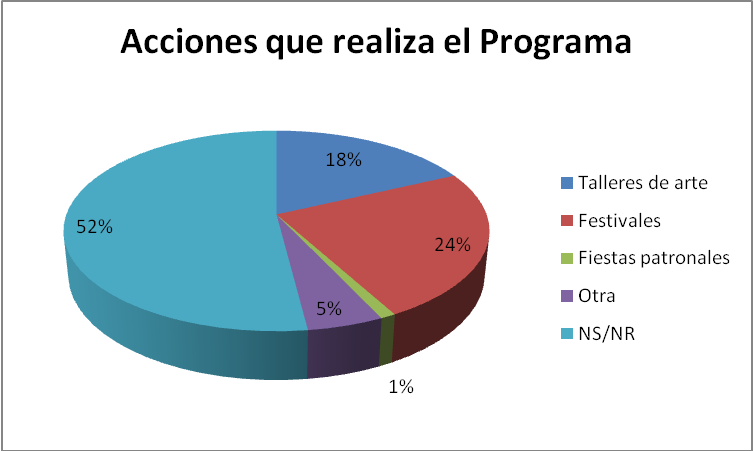 Acciones que realiza el Programa
18%
24%
1%
5%
52%
Talleres de arte
Festivales
Fiestas patronales
Otra
NS/NR